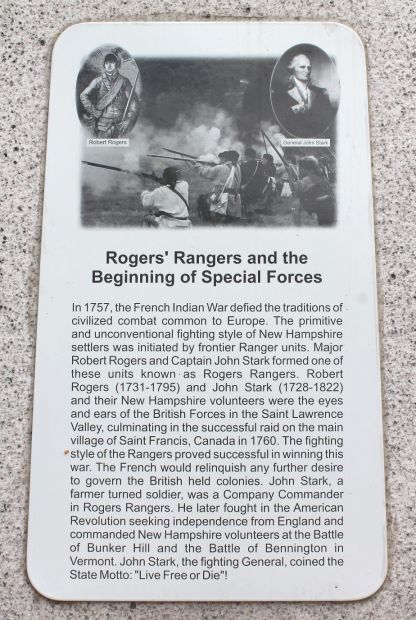 Robert Rogers
General John Stark
Rogers' Rangers and the
Beginning of Special Forces
In 1757, the French Indian War defied the traditions of
civilized combat common to Europe. The primitive
and unconventional fighting style of New Hampshire
settlers was initiated by frontier Ranger units. Major
Robert Rogers and Captain John Stark formed one of
these units known as Rogers Rangers. Robert
Rogers (1731-1795) and John Stark (1728-1822)
and their New Hampshire volunteers were the eyes
and ears of the British Forces in the Saint Lawrence
Valley, culminating in the successful raid on the main
village of Saint Francis, Canada in 1760. The fighting
style of the Rangers proved successful in winning this
war. The French would relinquish any further desire
to govern the British held colonies. John Stark, a
farmer turned soldier, was a Company Commander
in Rogers Rangers. He later fought in the American
Revolution seeking independence from England and
commanded New Hampshire volunteers at the Battle
of Bunker Hill and the Battle of Bennington in
Vermont. John Stark, the fighting General, coined the
State Motto: "Live Free or Die"!